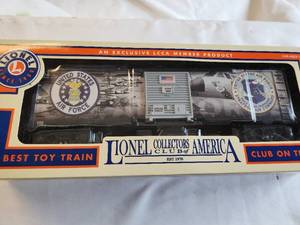 LIONEL
AN EXCLUSIVE LCCA MEMBER PRODUCT
UNITED STATES
AIR FORCE
BEST TOY TRAIN
LIONEL COLLECTORS CLUB of AMERICA
EST 1970
CLUB ON T